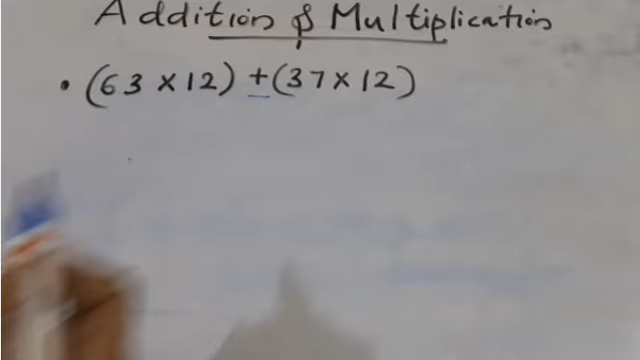 Addition & Multiplication
• (63 × 12) + (37 × 12)